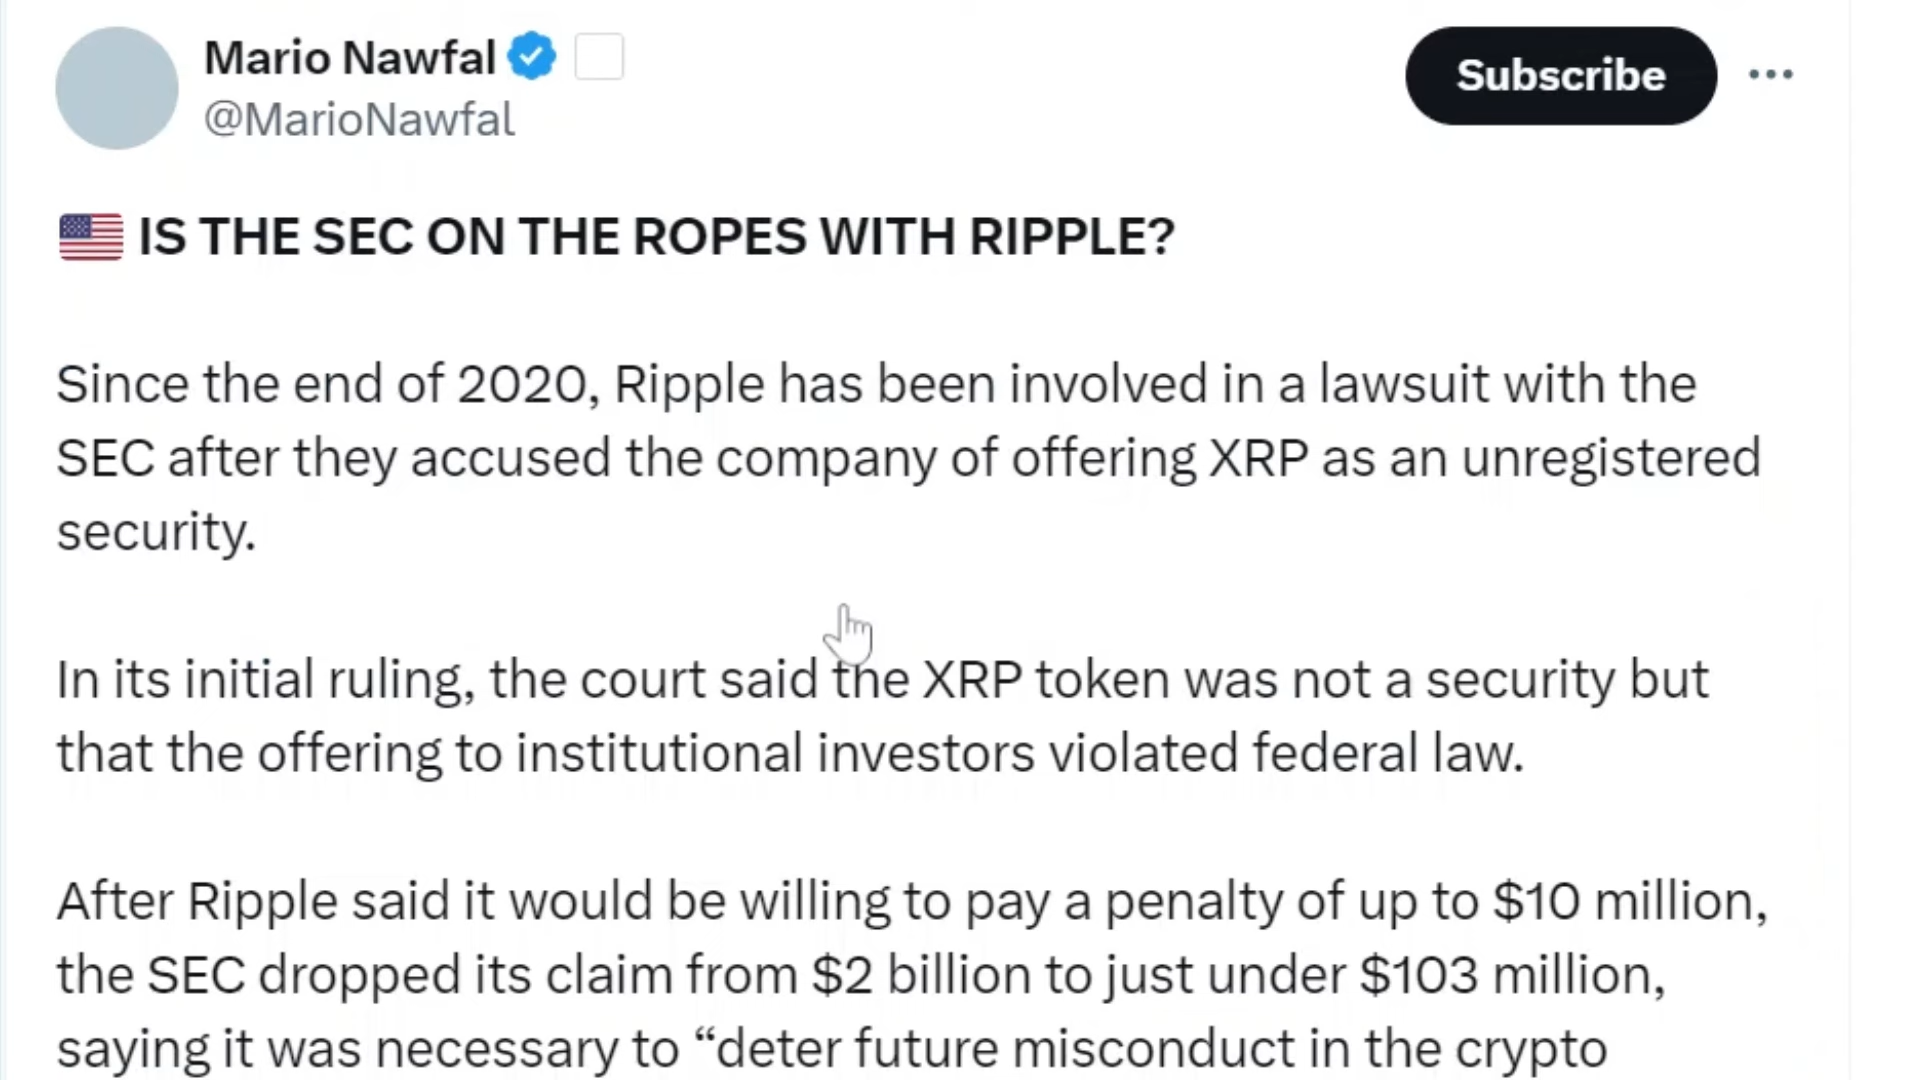 Mario Nawfal
@MarioNawfal
Subscribe
🇺🇸 IS THE SEC ON THE ROPES WITH RIPPLE?
Since the end of 2020, Ripple has been involved in a lawsuit with the
SEC after they accused the company of offering XRP as an unregistered
security.
In its initial ruling, the court said the XRP token was not a security but
that the offering to institutional investors violated federal law.
After Ripple said it would be willing to pay a penalty of up to $10 million,
the SEC dropped its claim from $2 billion to just under $103 million,
saying it was necessary to “deter future misconduct in the crypto